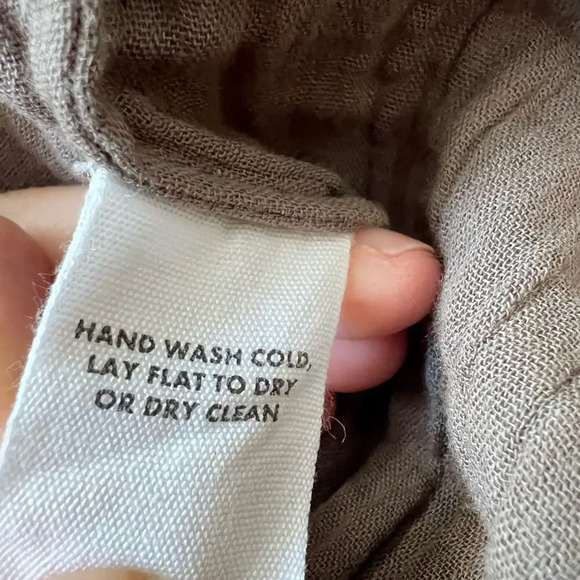 HAND WASH COLD,
LAY FLAT TO DRY
OR DRY CLEAN